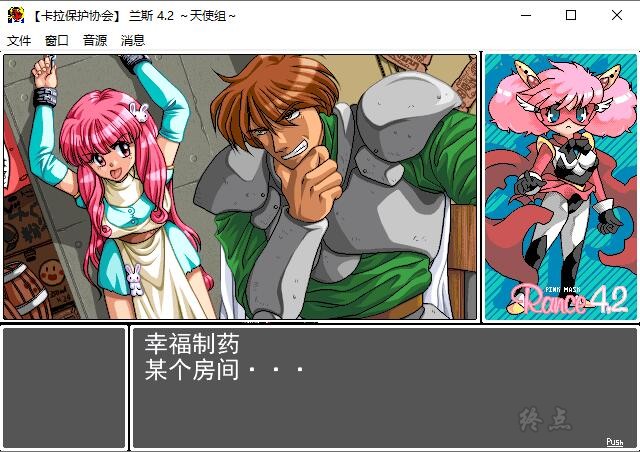 【卡拉保护协会】 兰斯 4.2 ～天使组～
文件 窗口 音源 消息
PINK MASK
Rance 4.2
幸福制药
某个房间・・・
终点
Push